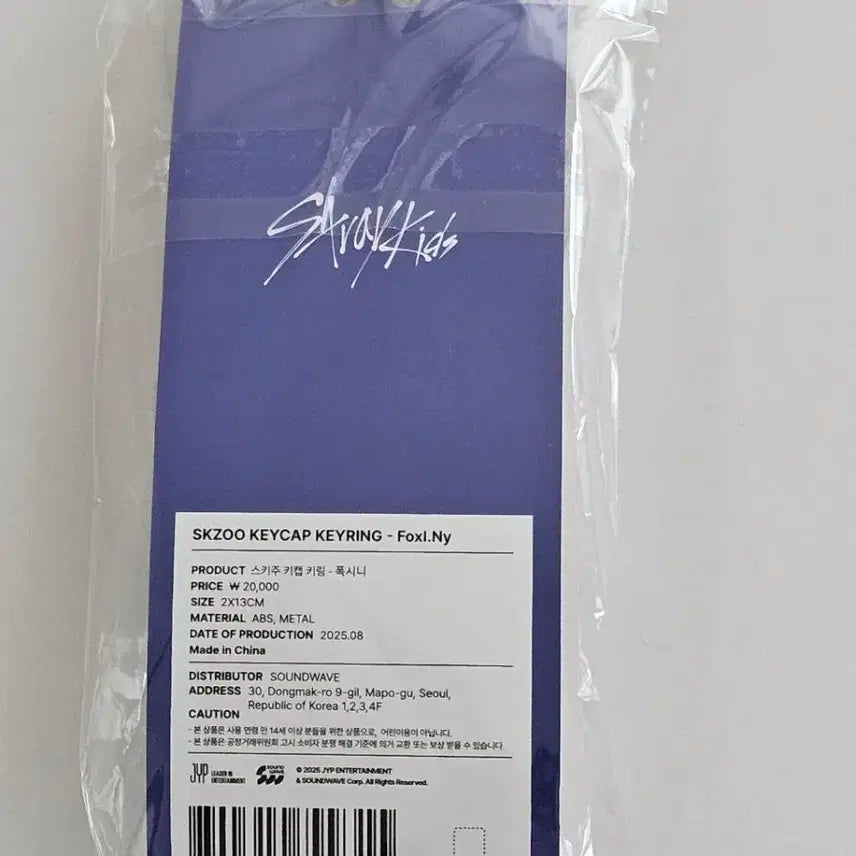 Stray Kids
SKZOO KEYCAP KEYRING - FoxI.Ny
PRODUCT 스키주 키캡 키링 - 폭시니
PRICE ₩ 20,000
SIZE 2X13CM
MATERIAL ABS, METAL
DATE OF PRODUCTION 2025.08
Made in China
DISTRIBUTOR SOUNDWAVE
ADDRESS 30, Dongmak-ro 9-gil, Mapo-gu, Seoul,
Republic of Korea 1,2,3,4F
CAUTION
- 본 상품은 사용 연령 만 14세 이상 분들을 위한 상품으로, 어린이용이 아닙니다.
- 본 상품은 공정거래위원회 고시 소비자 분쟁 해결 기준에 의거 교환 또는 보상 받을 수 있습니다.
JYP LEADER IN
ENTERTAINMENT
sound
wave
© 2025 JYP ENTERTAINMENT
& SOUNDWAVE Corp. All Rights Reserved.